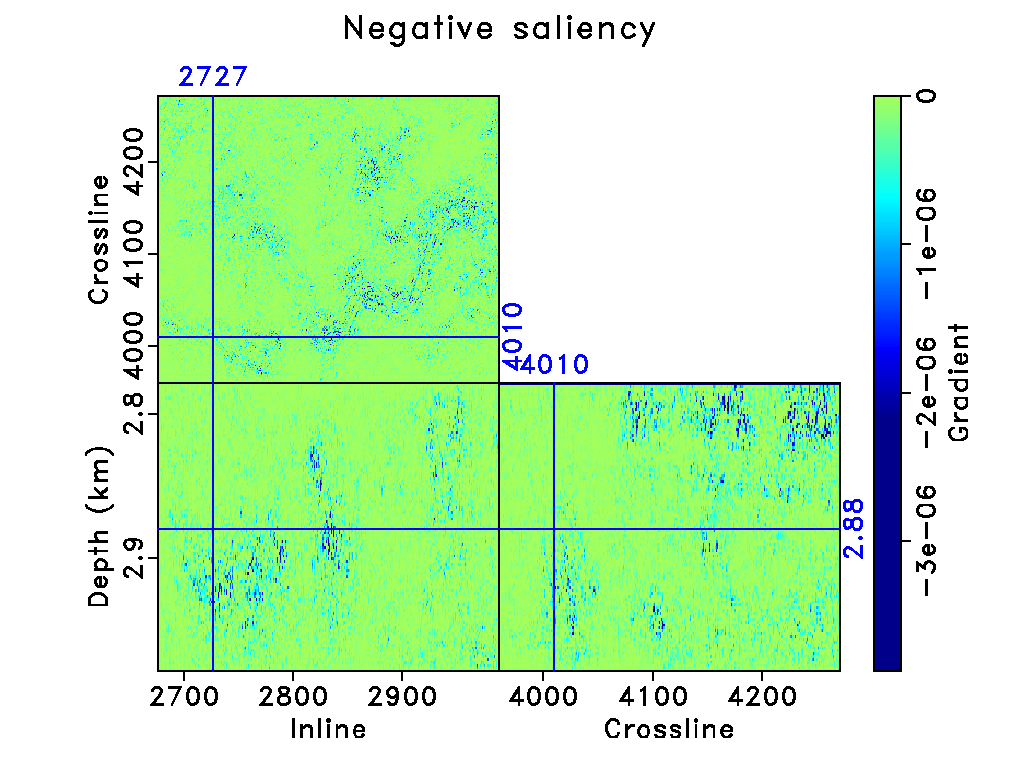 Negative saliency
2727
Crossline
4200
4100
4000
4010
4010
Depth (km)
2.8
2.9
2.88
2700 2800 2900
4000 4100 4200
Inline
Crossline
0
−1e−06
−2e−06
−3e−06
Gradient